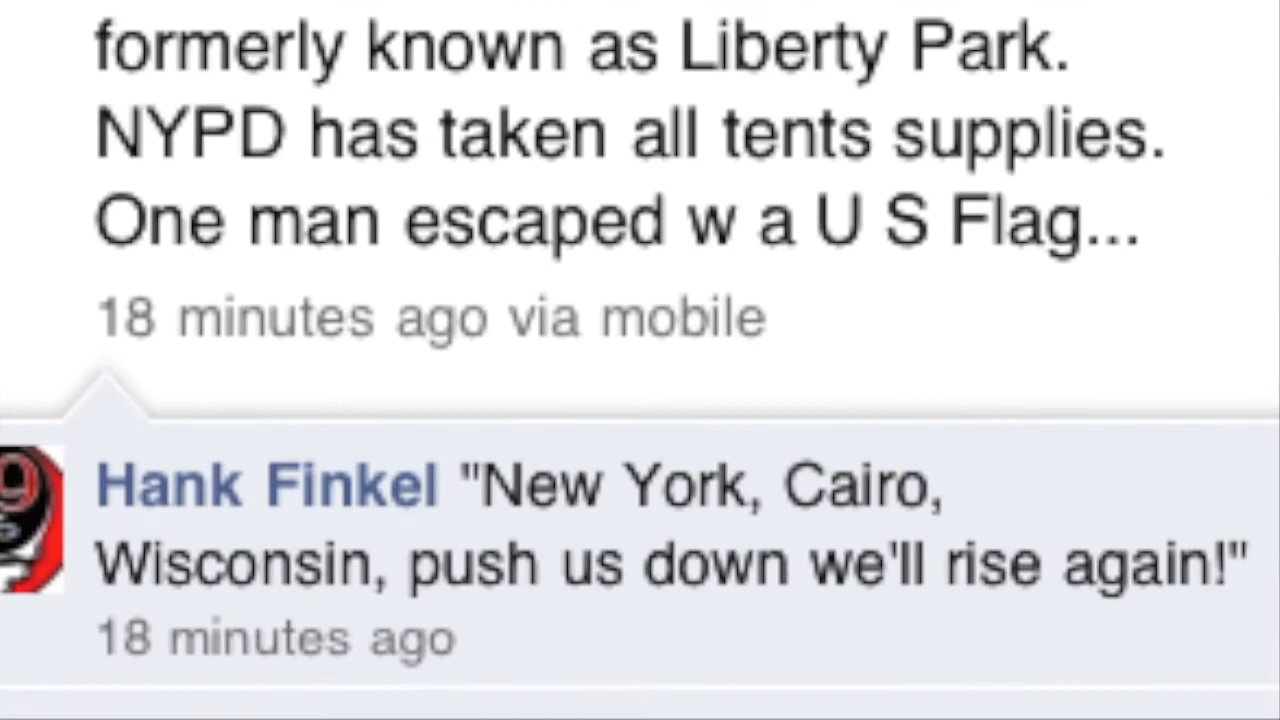 formerly known as Liberty Park.
NYPD has taken all tents supplies.
One man escaped w a U S Flag...
18 minutes ago via mobile
Hank Finkel "New York, Cairo,
Wisconsin, push us down we'll rise again!"
18 minutes ago